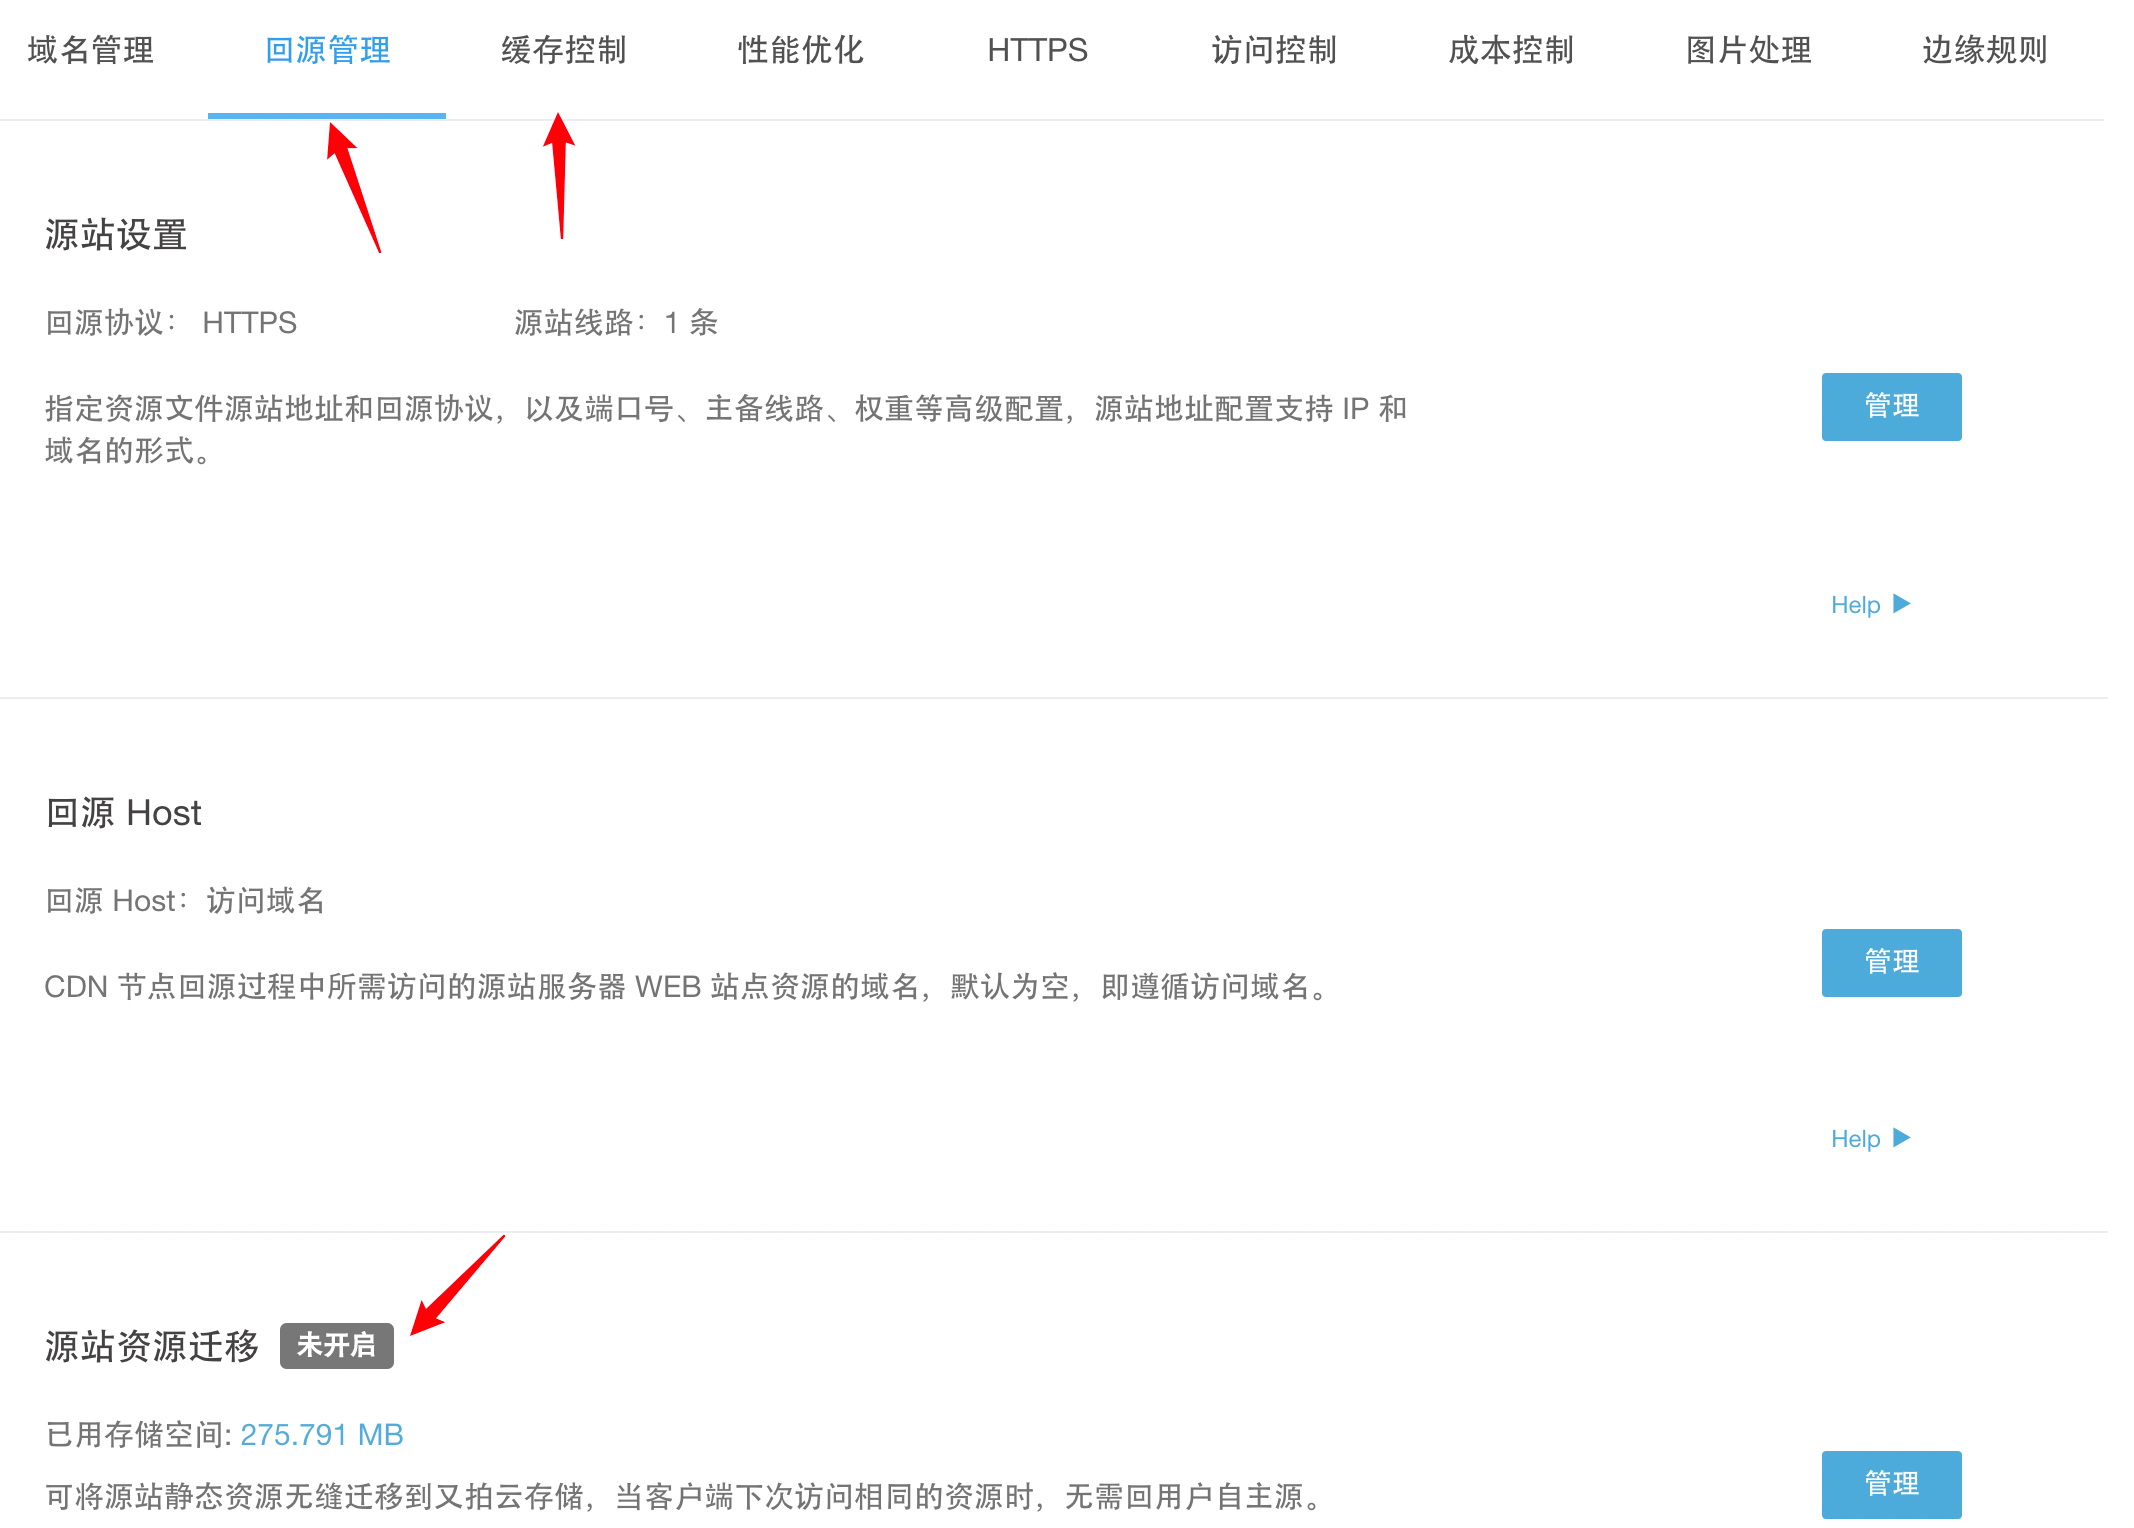 域名管理 回源管理 缓存控制 性能优化 HTTPS 访问控制 成本控制 图片处理 边缘规则
源站设置
回源协议： HTTPS 源站线路：1 条
指定资源文件源站地址和回源协议，以及端口号、主备线路、权重等高级配置，源站地址配置支持 IP 和
域名的形式。
管理
Help ▶
回源 Host
回源 Host：访问域名
CDN 节点回源过程中所需访问的源站服务器 WEB 站点资源的域名，默认为空，即遵循访问域名。
管理
Help ▶
源站资源迁移 未开启
已用存储空间: 275.791 MB
可将源站静态资源无缝迁移到又拍云存储，当客户端下次访问相同的资源时，无需回用户自主源。
管理